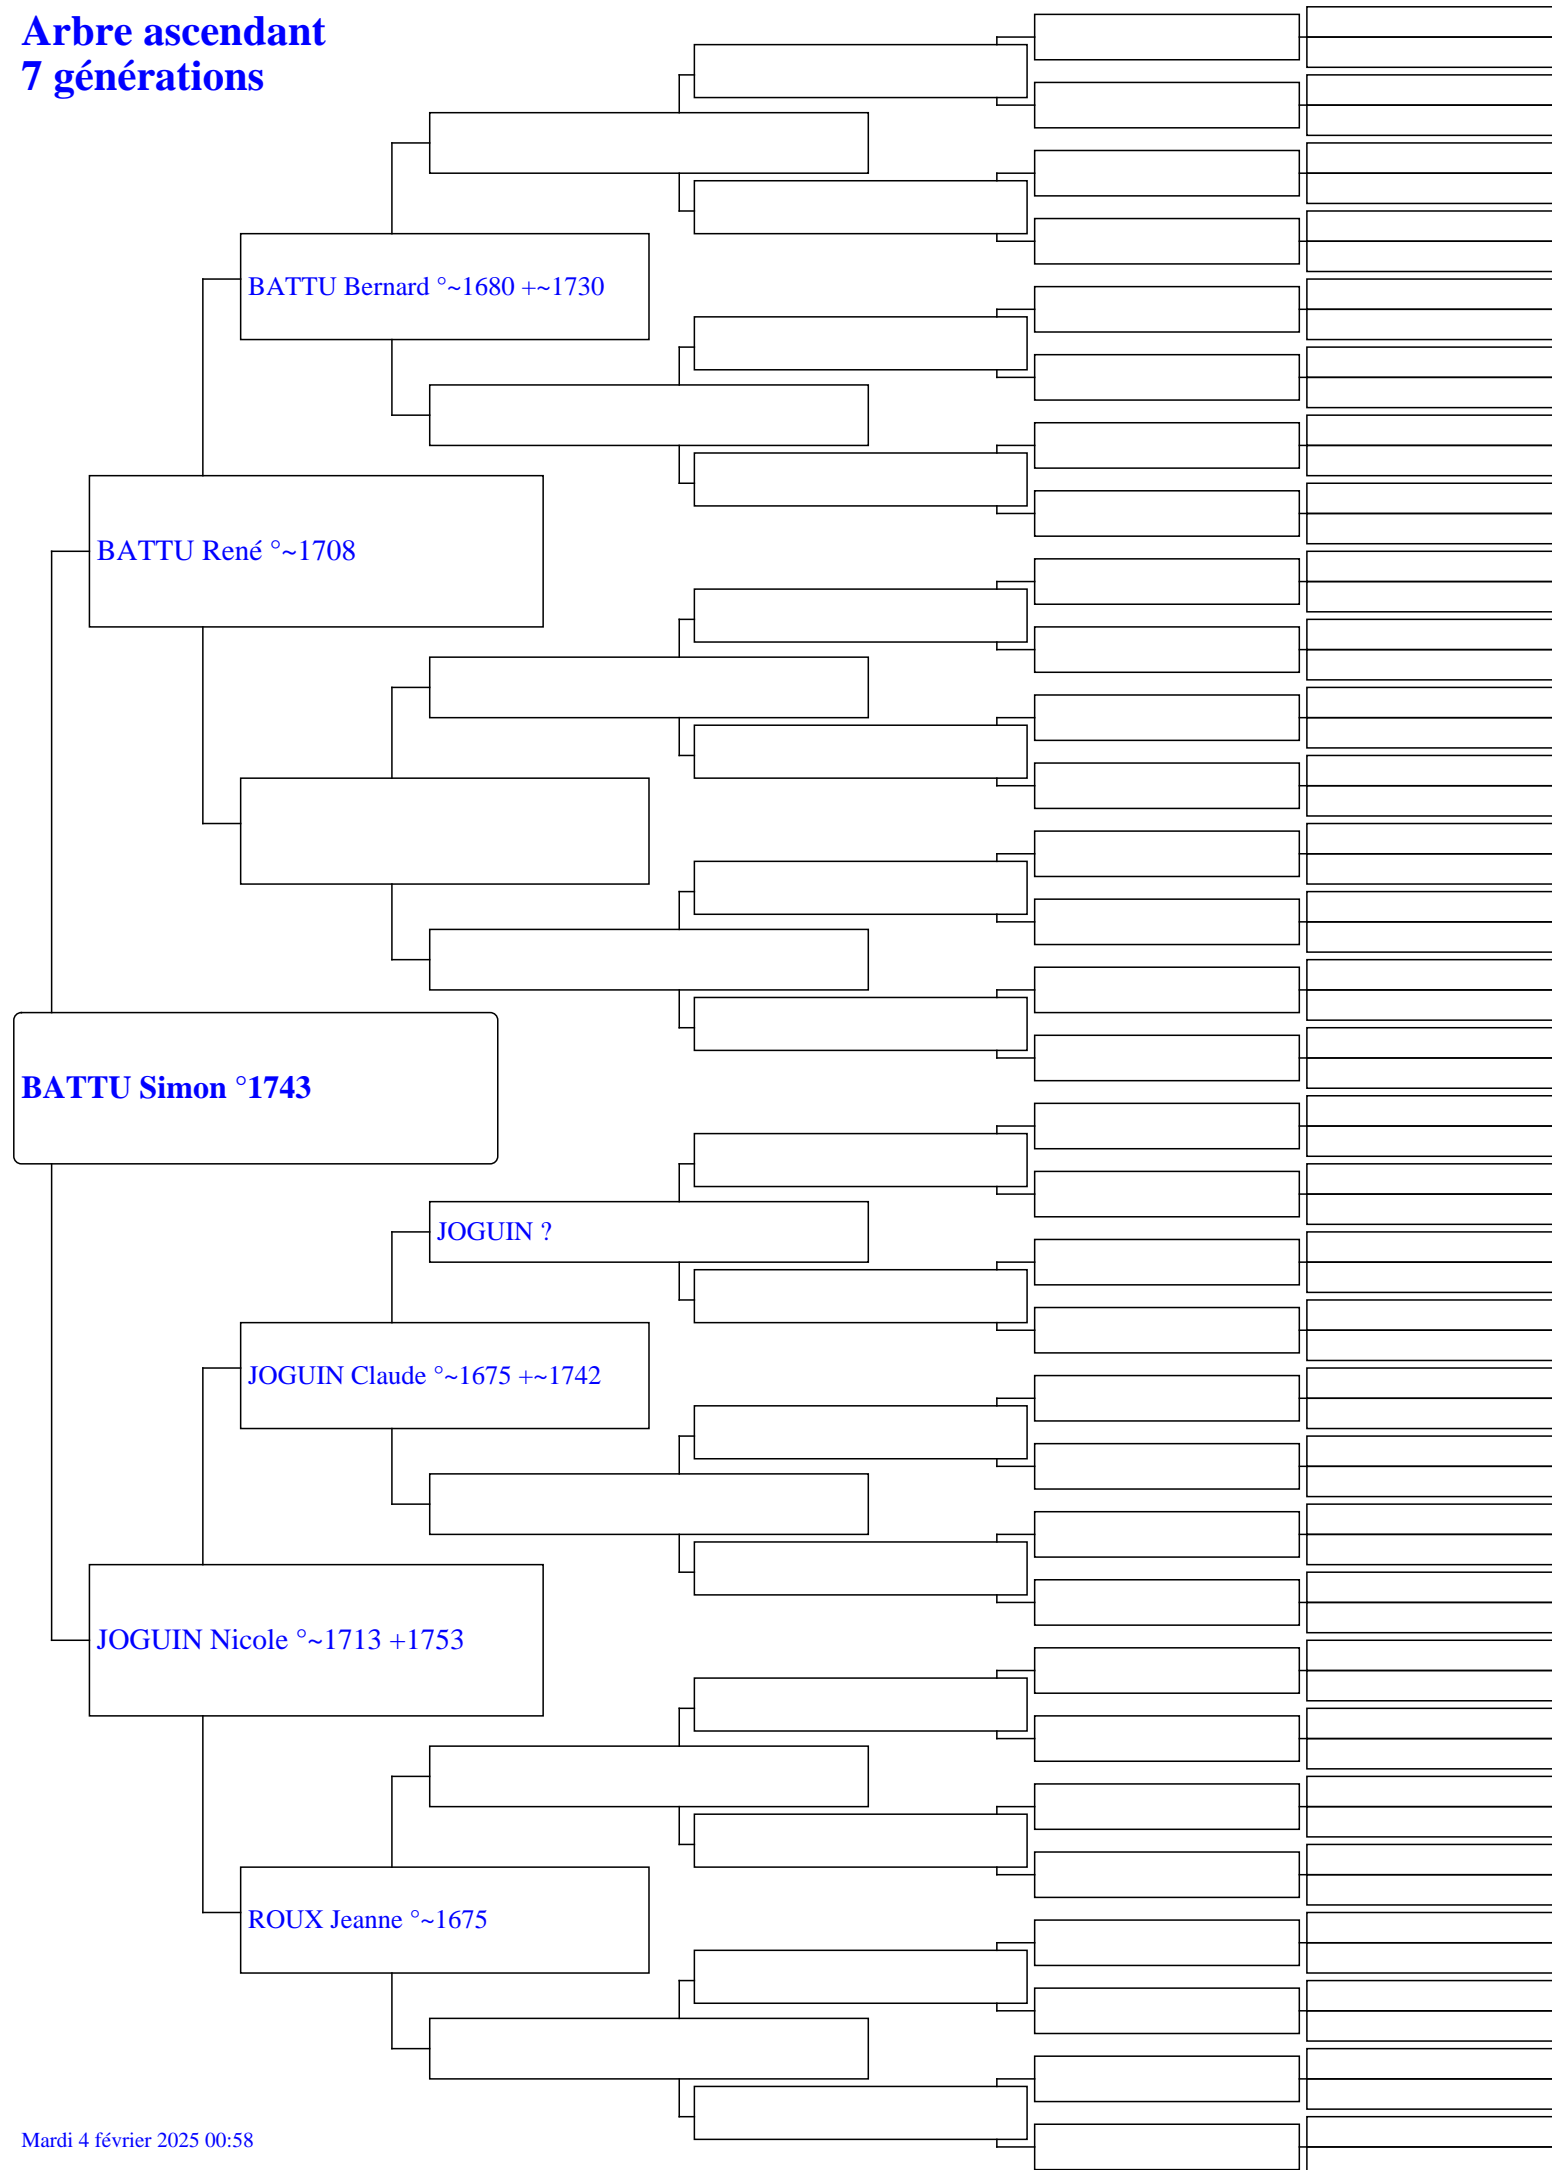 Arbre ascendant
7 générations
BATTU Bernard °~1680 +~1730
BATTU René °~1708
BATTU Simon °1743
JOGUIN ?
JOGUIN Claude °~1675 +~1742
JOGUIN Nicole °~1713 +1753
ROUX Jeanne °~1675
Mardi 4 février 2025 00:58